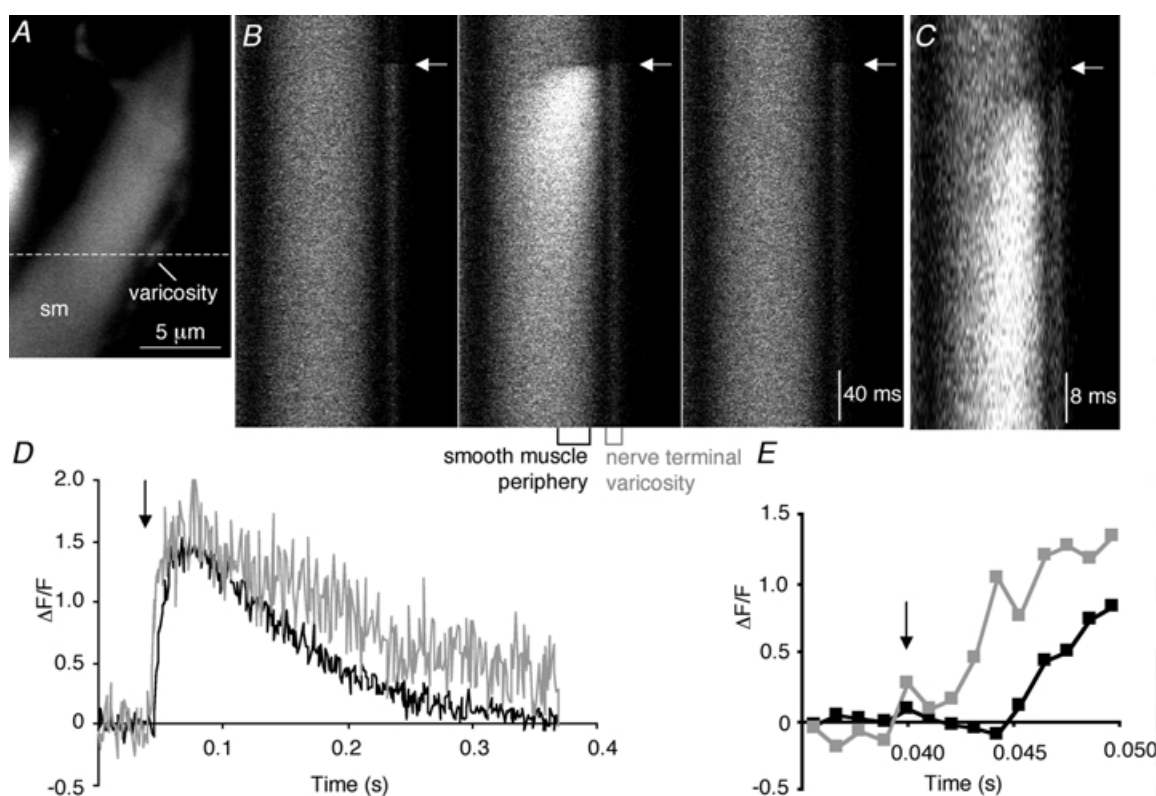 A
sm
varicosity
5 μm
B
40 ms
C
8 ms
smooth muscle
periphery
nerve terminal
varicosity
D
2.0
1.5
1.0
0.5
0
-0.5
ΔF/F
0.1
0.2
0.3
0.4
Time (s)
E
1.5
1.0
0.5
0
-0.5
ΔF/F
0.040
0.045
0.050
Time (s)